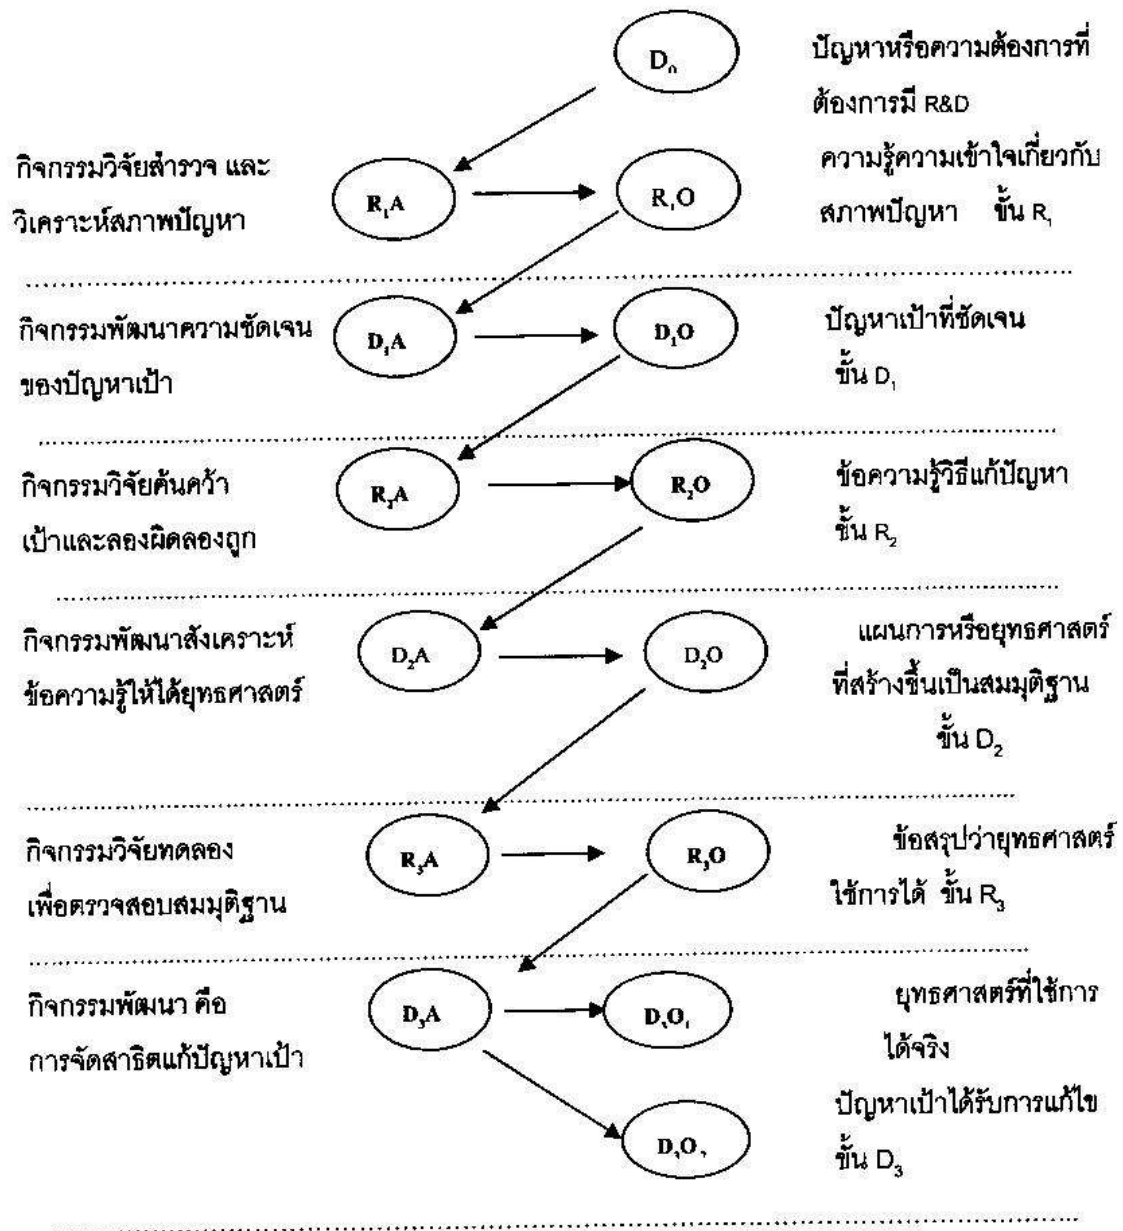 D₀
ปัญหาหรือความต้องการที่
ต้องการมี R&D
กิจกรรมวิจัยสำรวจ และ
วิเคราะห์สภาพปัญหา
R₁A
R₁O
ความรู้ความเข้าใจเกี่ยวกับ
สภาพปัญหา ขั้น R₁
กิจกรรมพัฒนาความชัดเจน
ของปัญหาเป้า
D₁A
D₁O
ปัญหาเป้าที่ชัดเจน
ขั้น D₁
กิจกรรมวิจัยค้นคว้า
เป้าและลองผิดลองถูก
R₂A
R₂O
ข้อความรู้วิธีแก้ปัญหา
ขั้น R₂
กิจกรรมพัฒนาสังเคราะห์
ข้อความรู้ให้ได้ยุทธศาสตร์
D₂A
D₂O
แผนการหรือยุทธศาสตร์
ที่สร้างขึ้นเป็นสมมุติฐาน
ขั้น D₂
กิจกรรมวิจัยทดลอง
เพื่อตรวจสอบสมมุติฐาน
R₃A
R₃O
ข้อสรุปว่ายุทธศาสตร์
ใช้การได้ ขั้น R₃
กิจกรรมพัฒนา คือ
การจัดสาธิตแก้ปัญหาเป้า
D₃A
D₃O₁
ยุทธศาสตร์ที่ใช้การ
ได้จริง
D₃O₂
ปัญหาเป้าได้รับการแก้ไข
ขั้น D₃